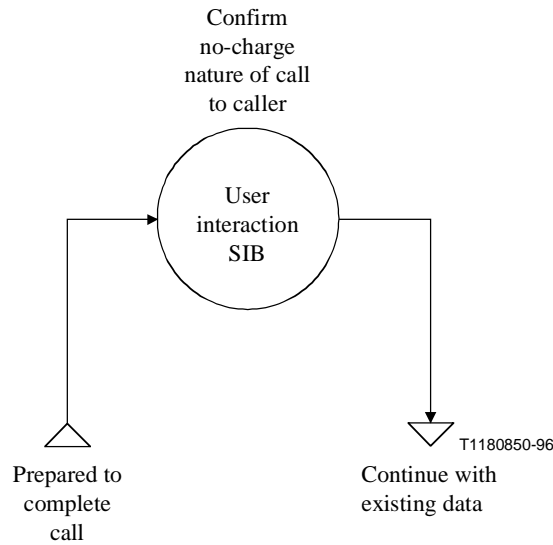 Confirm
no-charge
nature of call
to caller
User
interaction
SIB
T1180850-96
Prepared to
complete
call
Continue with
existing data